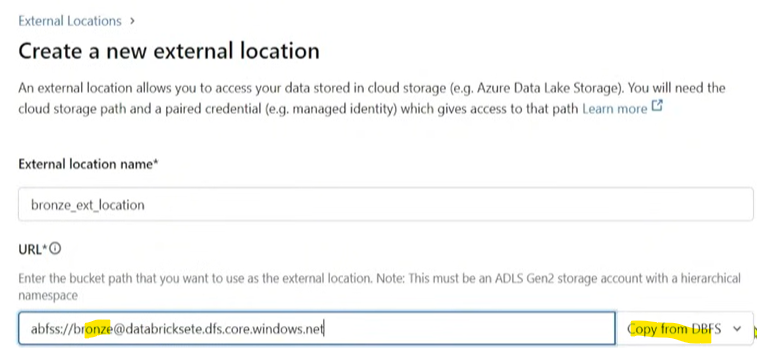 External Locations >
Create a new external location
An external location allows you to access your data stored in cloud storage (e.g. Azure Data Lake Storage). You will need the
cloud storage path and a paired credential (e.g. managed identity) which gives access to that path Learn more
External location name*
bronze_ext_location
URL*
Enter the bucket path that you want to use as the external location. Note: This must be an ADLS Gen2 storage account with a hierarchical
namespace
abfss://bronze@databricksete.dfs.core.windows.net Copy from DBFS